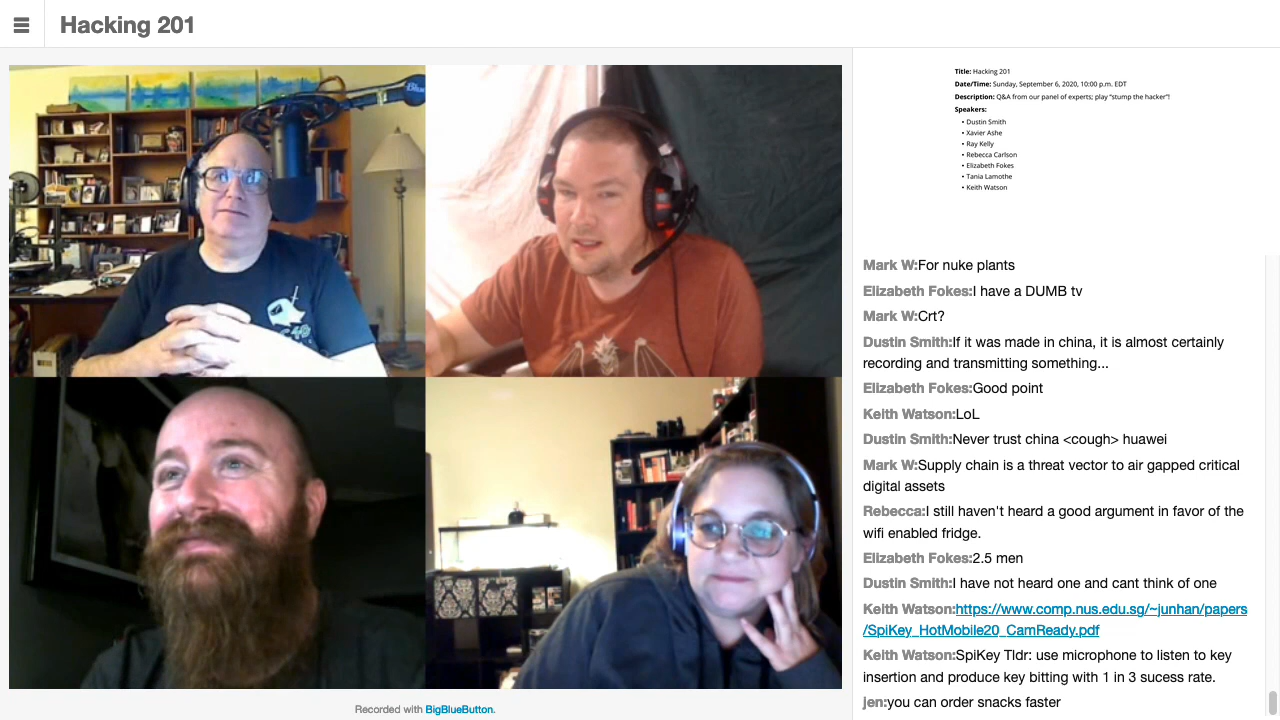 Hacking 201
Title: Hacking 201
Date/Time: Sunday, September 6, 2020, 10:00 p.m. EDT
Description: Q&A from our panel of experts; play "stump the hacker"!
Speakers:
• Dustin Smith
• Xavier Ashe
• Ray Kelly
• Rebecca Carlson
• Elizabeth Fokes
• Tania Lamothe
• Keith Watson
Mark W:For nuke plants
Elizabeth Fokes:I have a DUMB tv
Mark W:Crt?
Dustin Smith:If it was made in china, it is almost certainly
recording and transmitting something...
Elizabeth Fokes:Good point
Keith Watson:LoL
Dustin Smith:Never trust china <cough> huawei
Mark W:Supply chain is a threat vector to air gapped critical
digital assets
Rebecca:I still haven't heard a good argument in favor of the
wifi enabled fridge.
Elizabeth Fokes:2.5 men
Dustin Smith:I have not heard one and cant think of one
Keith Watson:https://www.comp.nus.edu.sg/~junhan/papers
/SpiKey_HotMobile20_CamReady.pdf
Keith Watson:SpiKey Tldr: use microphone to listen to key
insertion and produce key bitting with 1 in 3 sucess rate.
jen:you can order snacks faster
Blue
Recorded with BigBlueButton.